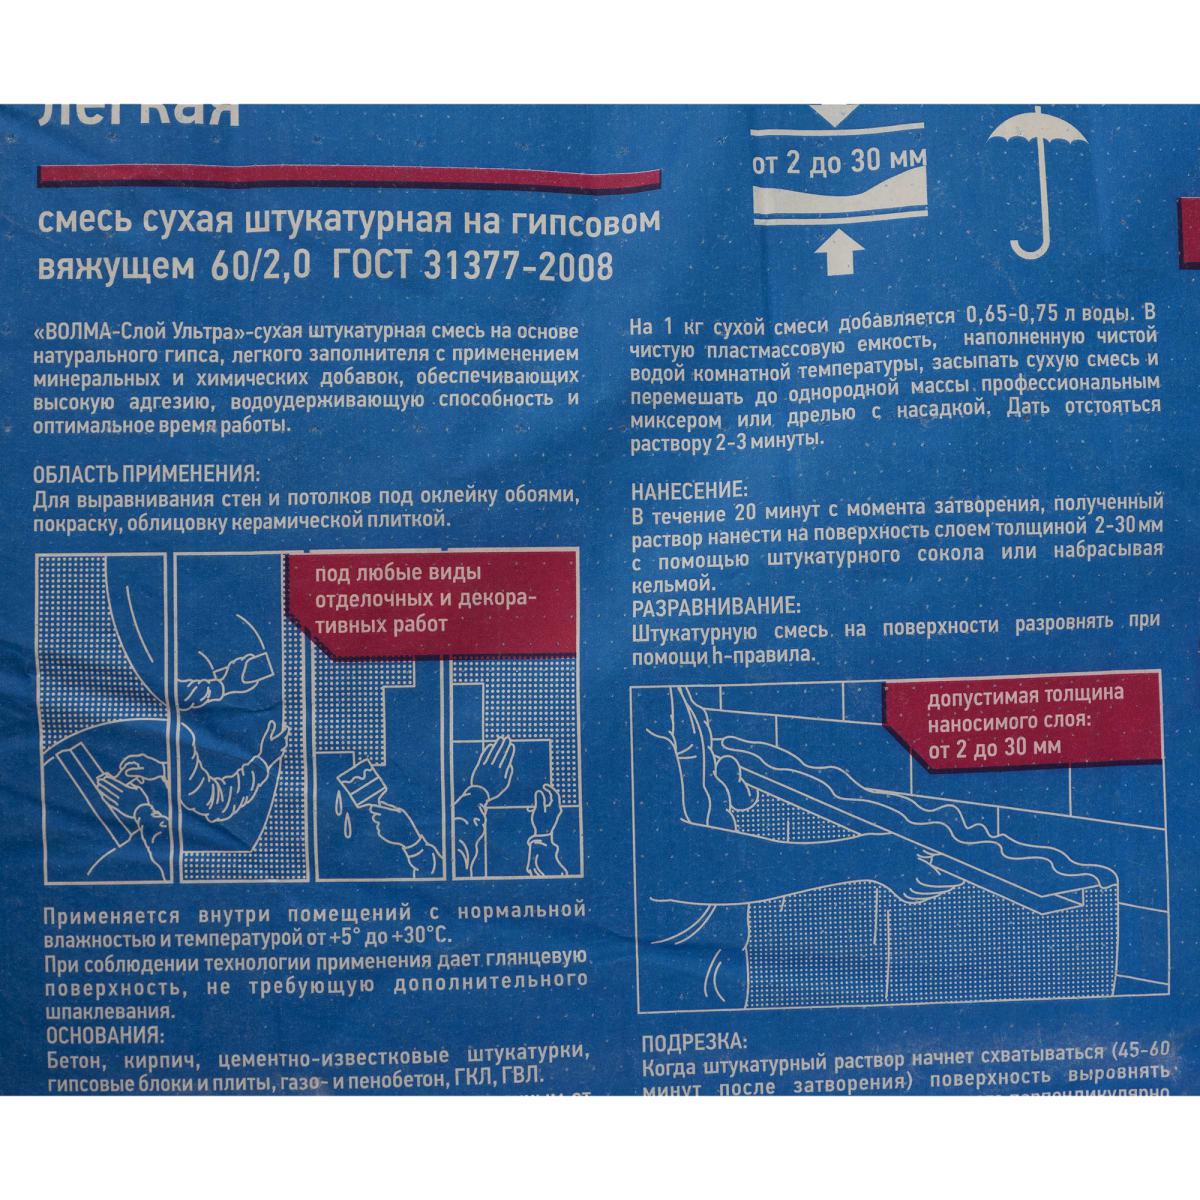 легкая
смесь сухая штукатурная на гипсовом
вяжущем 60/2,0 ГОСТ 31377-2008
«ВОЛМА-Слой Ультра»-сухая штукатурная смесь на основе
натурального гипса, легкого заполнителя с применением
минеральных и химических добавок, обеспечивающих
высокую адгезию, водоудерживающую способность и
оптимальное время работы.
ОБЛАСТЬ ПРИМЕНЕНИЯ:
Для выравнивания стен и потолков под оклейку обоями,
покраску, облицовку керамической плиткой.
под любые виды
отделочных и декора-
тивных работ
Применяется внутри помещений с нормальной
влажностью и температурой от +5° до +30°С.
При соблюдении технологии применения дает глянцевую
поверхность, не требующую дополнительного
шпаклевания.
ОСНОВАНИЯ:
Бетон, кирпич, цементно-известковые штукатурки,
гипсовые блоки и плиты, газо- и пенобетон, ГКЛ, ГВЛ.
от 2 до 30 мм
На 1 кг сухой смеси добавляется 0,65-0,75 л воды. В
чистую пластмассовую емкость, наполненную чистой
водой комнатной температуры, засыпать сухую смесь и
перемешать до однородной массы профессиональным
миксером или дрелью с насадкой. Дать отстояться
раствору 2-3 минуты.
НАНЕСЕНИЕ:
В течение 20 минут с момента затворения, полученный
раствор нанести на поверхность слоем толщиной 2-30 мм
с помощью штукатурного сокола или набрасывая
кельмой.
РАЗРАВНИВАНИЕ:
Штукатурную смесь на поверхности разровнять при
помощи h-правила.
допустимая толщина
наносимого слоя:
от 2 до 30 мм
ПОДРЕЗКА:
Когда штукатурный раствор начнет схватываться (45-60
минут после затворения) поверхность выровнять
перпендикулярно